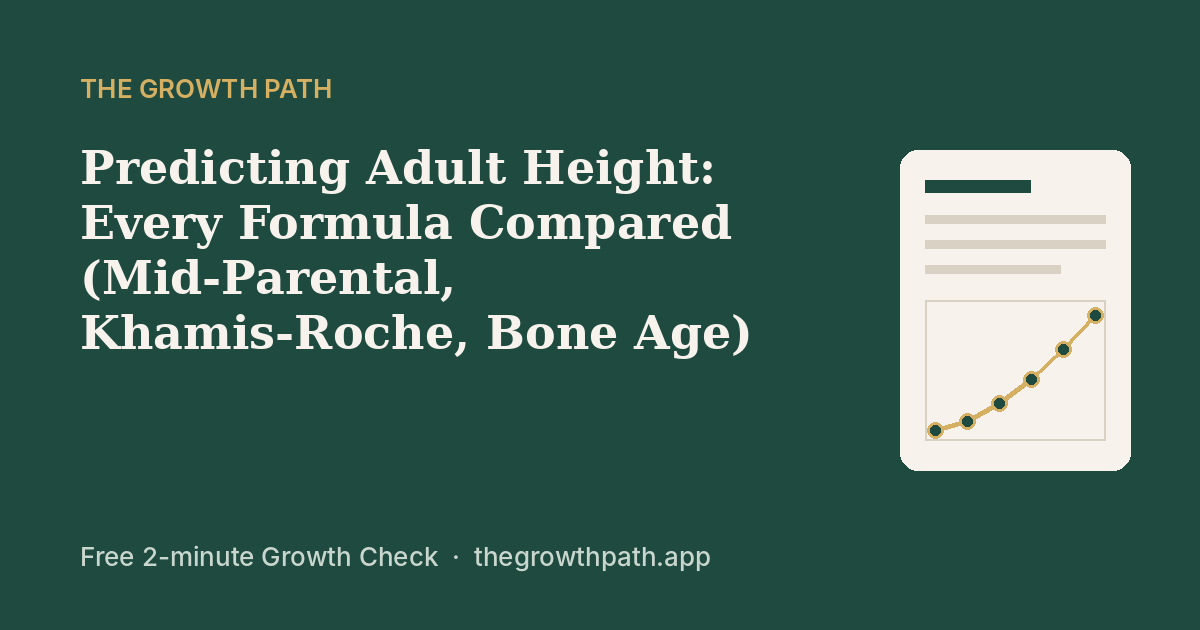 THE GROWTH PATH
Predicting Adult Height:
Every Formula Compared
(Mid-Parental,
Khamis-Roche, Bone Age)
Free 2-minute Growth Check · thegrowthpath.app